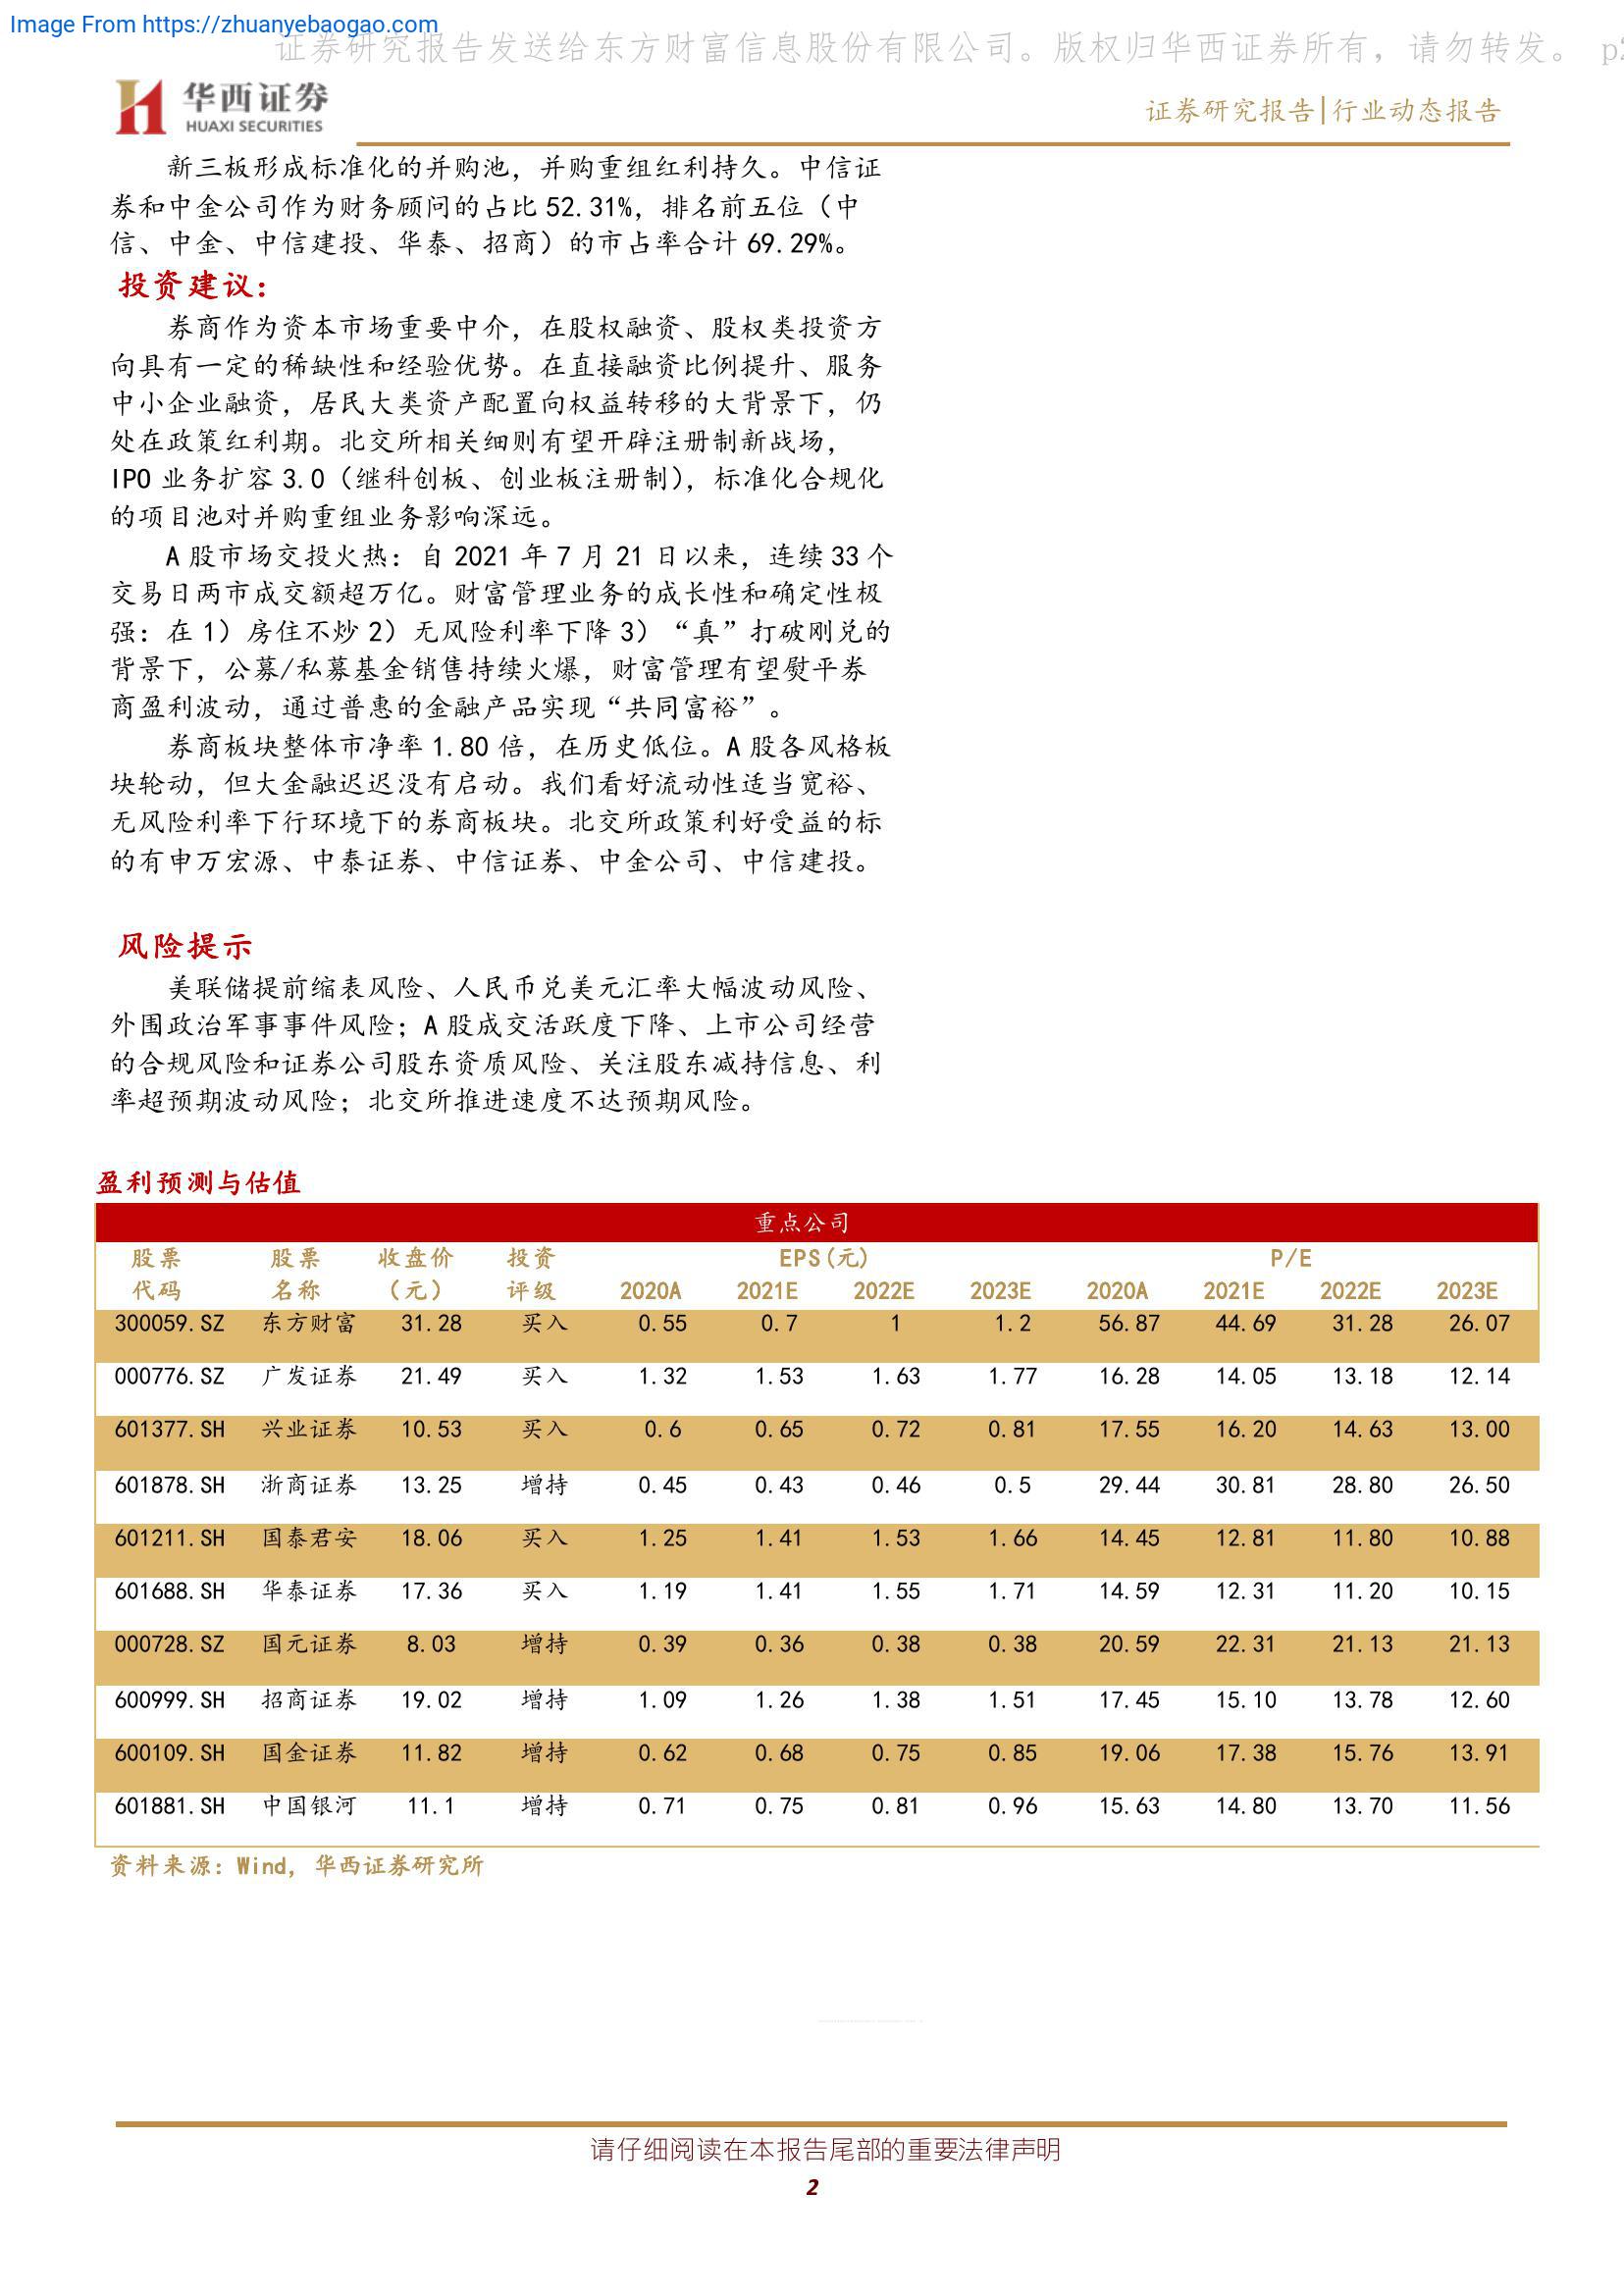 Image From https://zhuanyebaogao.com
证券研究报告发送给东方财富信息股份有限公司。版权归华西证券所有，请勿转发。 p2
华西证券
HUAXI SECURITIES
证券研究报告|行业动态报告
新三板形成标准化的并购池，并购重组红利持久。中信证
券和中金公司作为财务顾问的占比 52.31%，排名前五位（中
信、中金、中信建投、华泰、招商）的市占率合计 69.29%。
投资建议：
券商作为资本市场重要中介，在股权融资、股权类投资方
向具有一定的稀缺性和经验优势。在直接融资比例提升、服务
中小企业融资，居民大类资产配置向权益转移的大背景下，仍
处在政策红利期。北交所相关细则有望开辟注册制新战场，
IPO 业务扩容 3.0（继科创板、创业板注册制），标准化合规化
的项目池对并购重组业务影响深远。
A 股市场交投火热：自 2021 年 7 月 21 日以来，连续 33 个
交易日两市成交额超万亿。财富管理业务的成长性和确定性极
强：在 1）房住不炒 2）无风险利率下降 3）“真”打破刚兑的
背景下，公募/私募基金销售持续火爆，财富管理有望熨平券
商盈利波动，通过普惠的金融产品实现“共同富裕”。
券商板块整体市净率 1.80 倍，在历史低位。A 股各风格板
块轮动，但大金融迟迟没有启动。我们看好流动性适当宽裕、
无风险利率下行环境下的券商板块。北交所政策利好受益的标
的有申万宏源、中泰证券、中信证券、中金公司、中信建投。
风险提示
美联储提前缩表风险、人民币兑美元汇率大幅波动风险、
外围政治军事事件风险；A 股成交活跃度下降、上市公司经营
的合规风险和证券公司股东资质风险、关注股东减持信息、利
率超预期波动风险；北交所推进速度不达预期风险。
盈利预测与估值
重点公司
股票 股票 收盘价 投资 EPS(元) P/E
代码 名称 （元） 评级 2020A 2021E 2022E 2023E 2020A 2021E 2022E 2023E
300059.SZ 东方财富 31.28 买入 0.55 0.7 1 1.2 56.87 44.69 31.28 26.07
000776.SZ 广发证券 21.49 买入 1.32 1.53 1.63 1.77 16.28 14.05 13.18 12.14
601377.SH 兴业证券 10.53 买入 0.6 0.65 0.72 0.81 17.55 16.20 14.63 13.00
601878.SH 浙商证券 13.25 增持 0.45 0.43 0.46 0.5 29.44 30.81 28.80 26.50
601211.SH 国泰君安 18.06 买入 1.25 1.41 1.53 1.66 14.45 12.81 11.80 10.88
601688.SH 华泰证券 17.36 买入 1.19 1.41 1.55 1.71 14.59 12.31 11.20 10.15
000728.SZ 国元证券 8.03 增持 0.39 0.36 0.38 0.38 20.59 22.31 21.13 21.13
600999.SH 招商证券 19.02 增持 1.09 1.26 1.38 1.51 17.45 15.10 13.78 12.60
600109.SH 国金证券 11.82 增持 0.62 0.68 0.75 0.85 19.06 17.38 15.76 13.91
601881.SH 中国银河 11.1 增持 0.71 0.75 0.81 0.96 15.63 14.80 13.70 11.56
资料来源：Wind，华西证券研究所
请仔细阅读在本报告尾部的重要法律声明
2